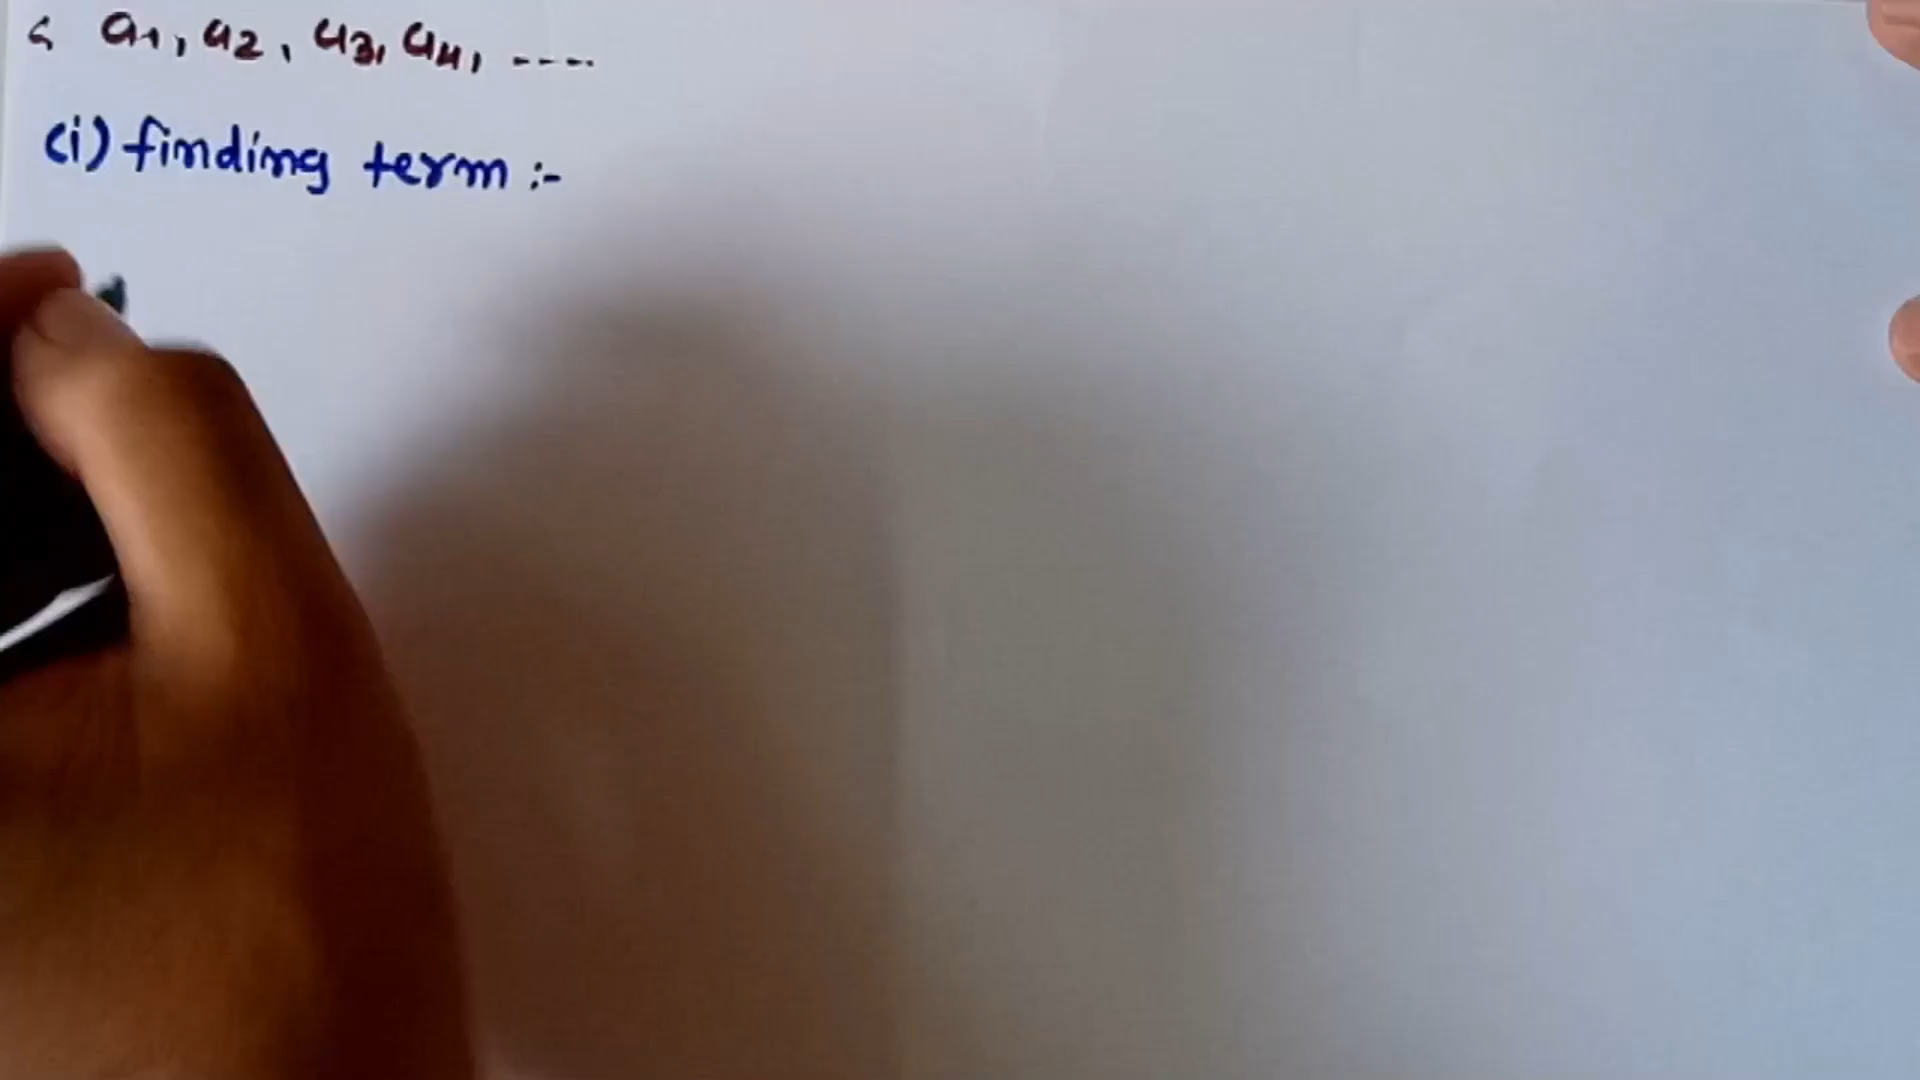 a₁, a₂, a₃, a₄, ----
(i) finding term :-